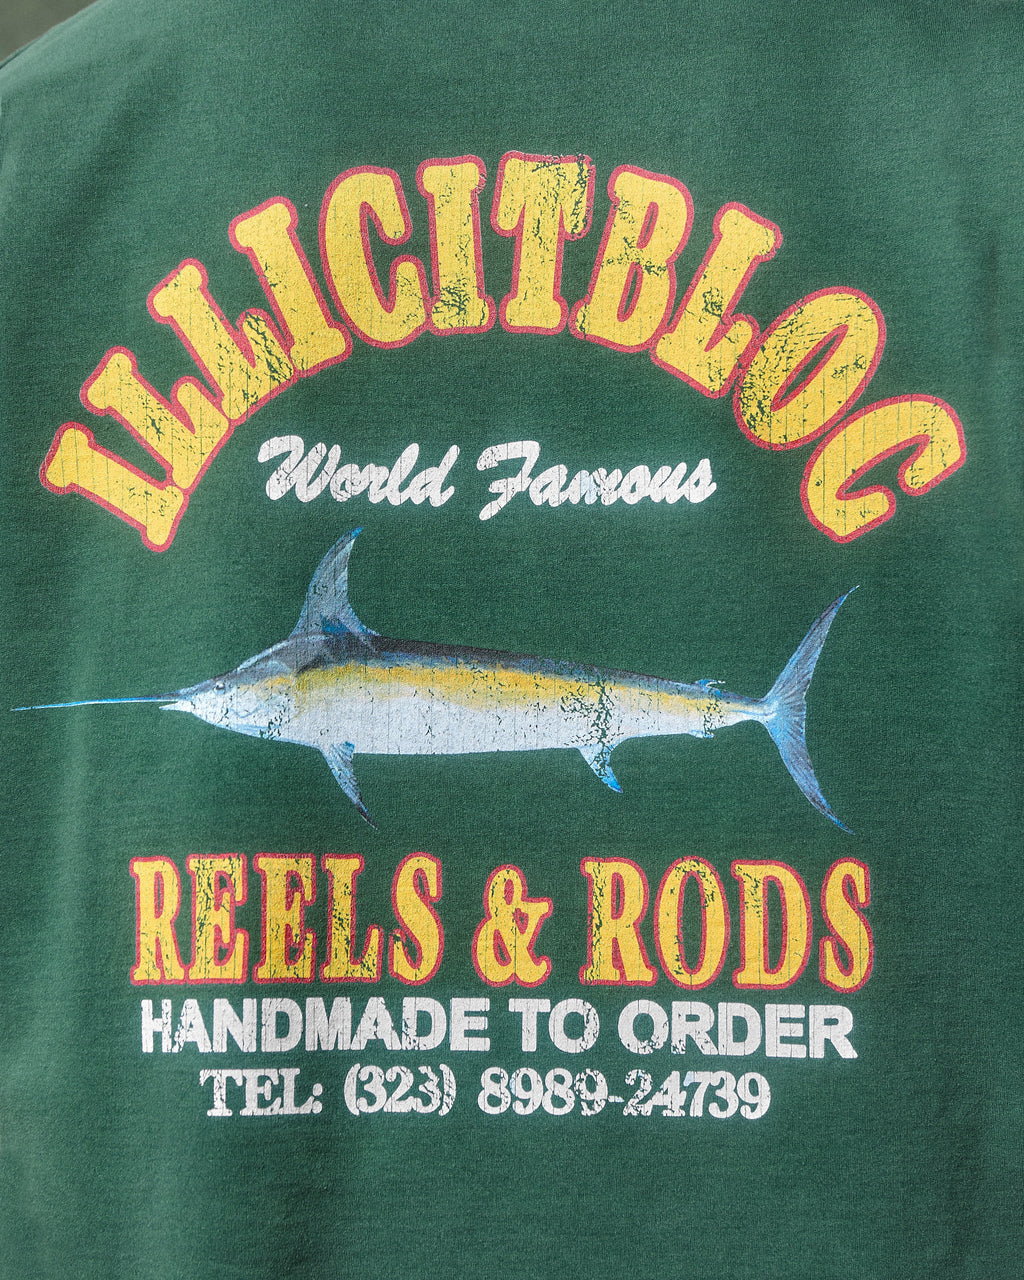 ILLICITBLOC
World Famous
REELS & RODS
HANDMADE TO ORDER
TEL: (323) 8989-24739